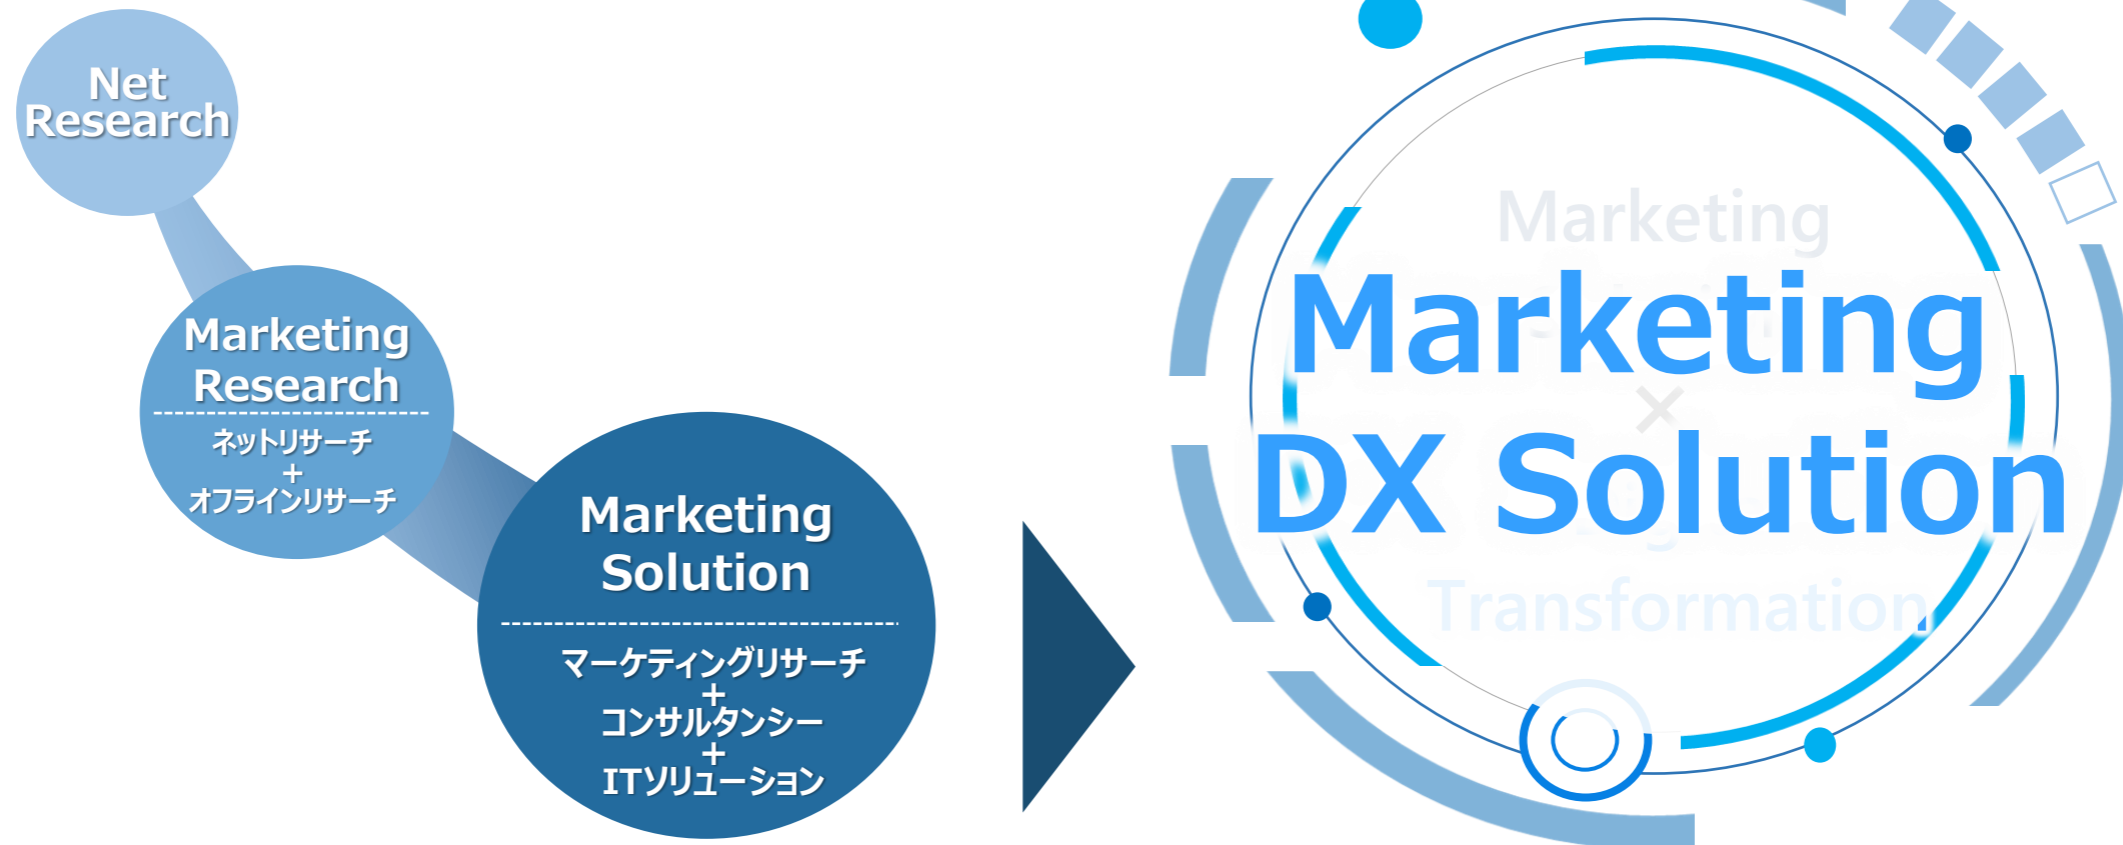 Net
Research
Marketing
Research
ネットリサーチ
+
オフラインリサーチ
Marketing
Solution
マーケティングリサーチ
+
コンサルタンシー
+
ITソリューション
Marketing
Marketing
×
DX Solution
Transformation